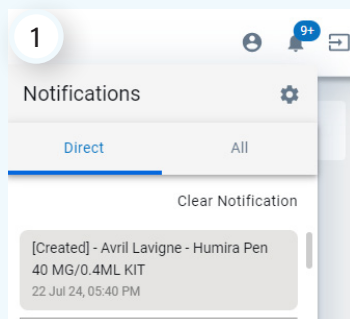 1
9+
Notifications
Direct All
Clear Notification
[Created] - Avril Lavigne - Humira Pen
40 MG/0.4ML KIT
22 Jul 24, 05:40 PM